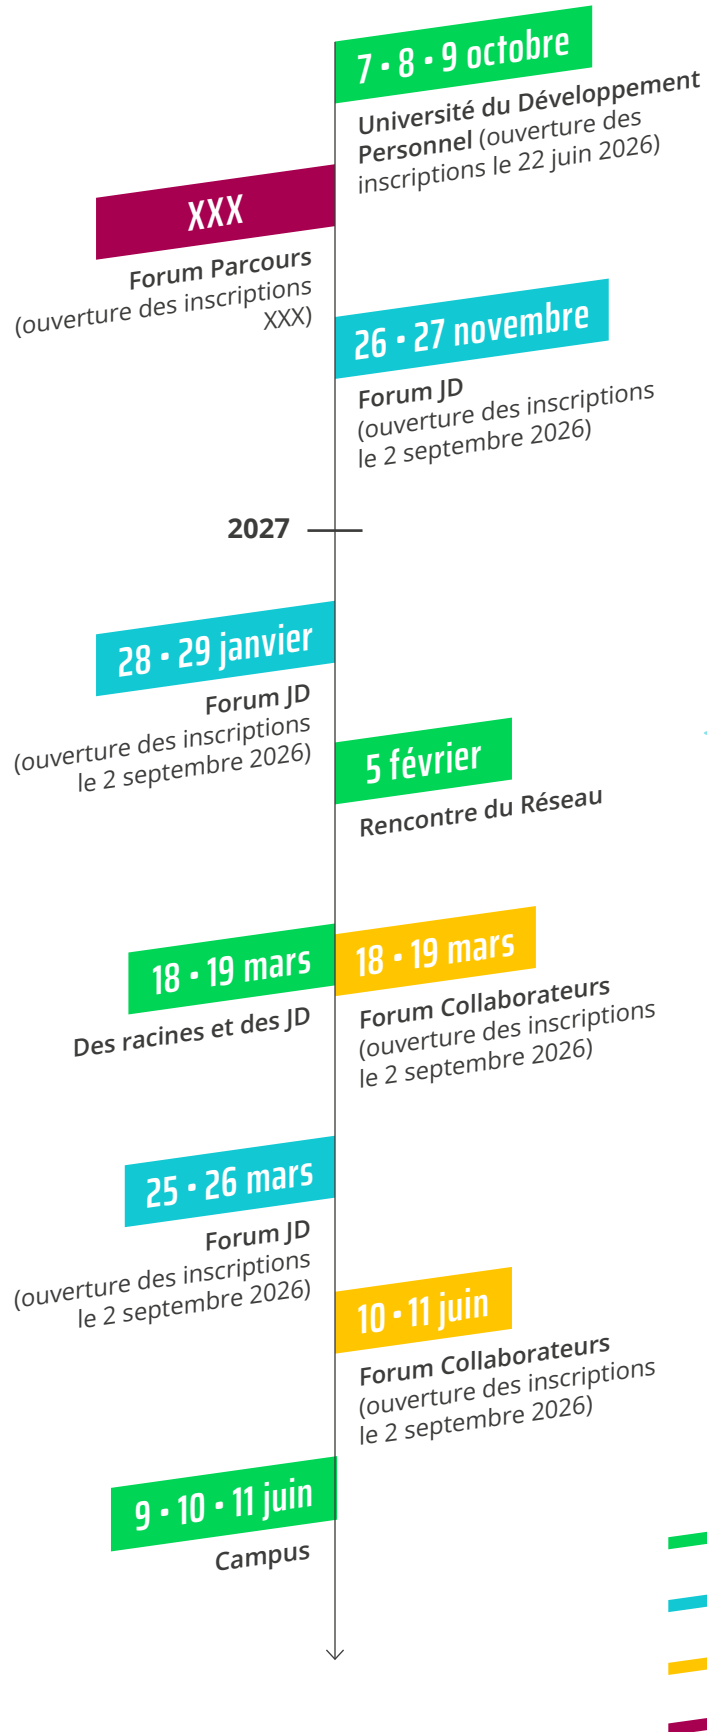 7 • 8 • 9 octobre
Université du Développement
Personnel (ouverture des
inscriptions le 22 juin 2026)
XXX
Forum Parcours
(ouverture des inscriptions
XXX)
26 • 27 novembre
Forum JD
(ouverture des inscriptions
le 2 septembre 2026)
2027
28 • 29 janvier
Forum JD
(ouverture des inscriptions
le 2 septembre 2026)
5 février
Rencontre du Réseau
18 • 19 mars
Des racines et des JD
18 • 19 mars
Forum Collaborateurs
(ouverture des inscriptions
le 2 septembre 2026)
25 • 26 mars
Forum JD
(ouverture des inscriptions
le 2 septembre 2026)
10 • 11 juin
Forum Collaborateurs
(ouverture des inscriptions
le 2 septembre 2026)
9 • 10 • 11 juin
Campus